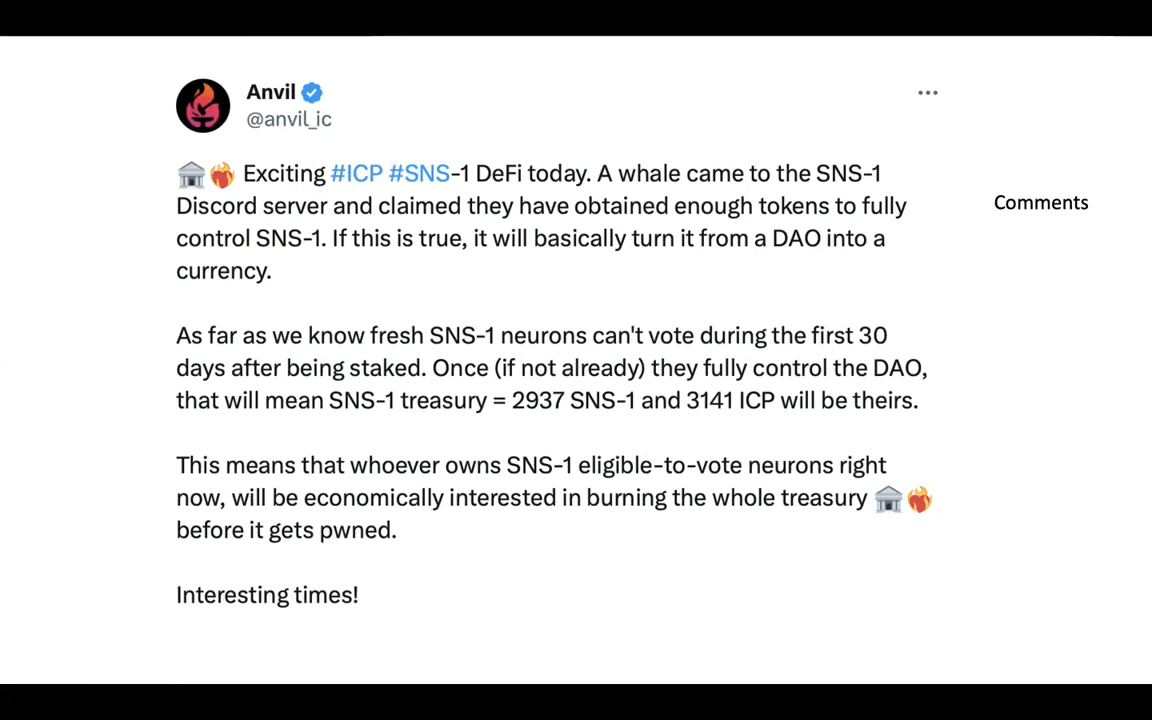 Anvil
@anvil_ic
🏛️❤️‍🔥 Exciting #ICP #SNS-1 DeFi today. A whale came to the SNS-1
Discord server and claimed they have obtained enough tokens to fully
control SNS-1. If this is true, it will basically turn it from a DAO into a
currency.
As far as we know fresh SNS-1 neurons can't vote during the first 30
days after being staked. Once (if not already) they fully control the DAO,
that will mean SNS-1 treasury = 2937 SNS-1 and 3141 ICP will be theirs.
This means that whoever owns SNS-1 eligible-to-vote neurons right
now, will be economically interested in burning the whole treasury 🏛️❤️‍🔥
before it gets pwned.
Interesting times!
Comments